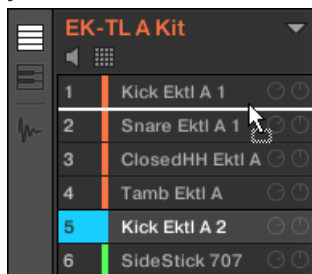 EK-TL A Kit
1 Kick Ektl A 1
2 Snare Ektl A 1
3 ClosedHH Ektl A
4 Tamb Ektl A
5 Kick Ektl A 2
6 SideStick 707